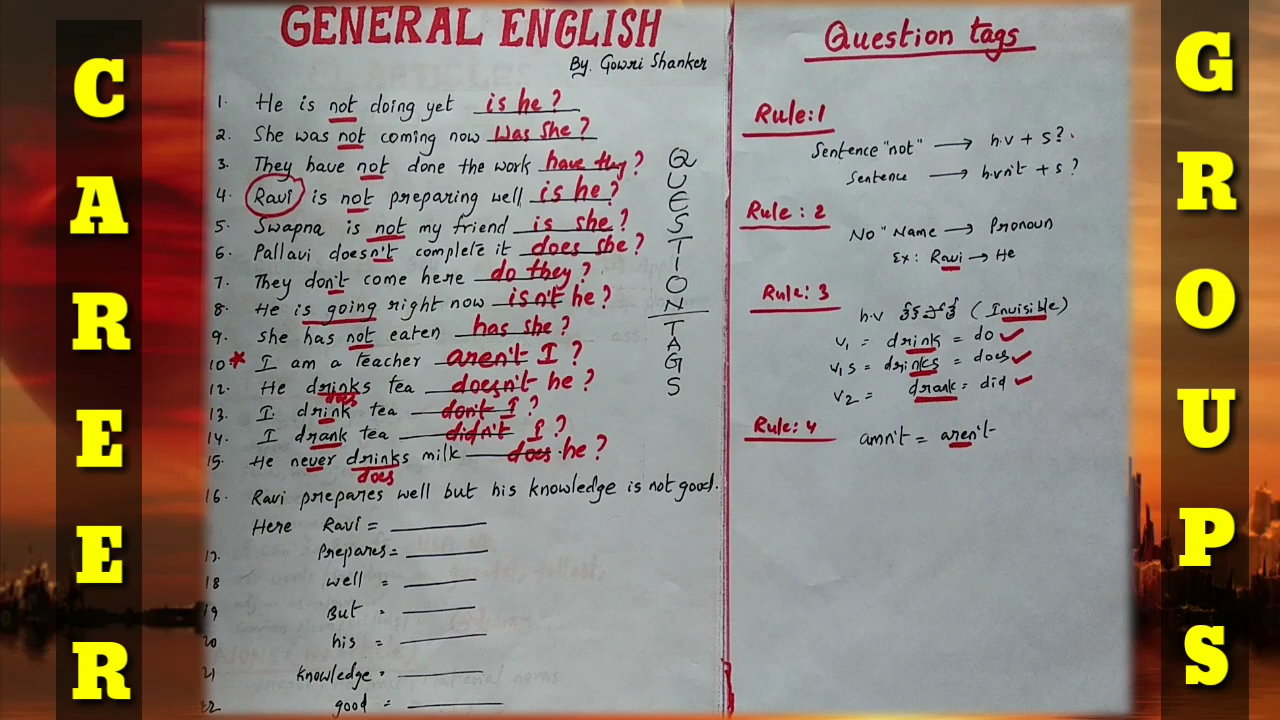 CAREER
GENERAL ENGLISH
By. Gowri Shanker
1. He is not doing yet is he?
2. She was not coming now was she?
3. They have not done the work have they?
4. Ravi is not preparing well is he?
5. Swapna is not my friend is she?
6. Pallavi doesn't complete it does she?
7. They don't come here do they?
8. He is going right now isn't he?
9. she has not eaten has she?
10* I am a teacher aren't I?
12. He drinks tea doesn't he?
does
13. I drink tea don't I?
14. I drank tea didn't I?
15. He never drinks milk does he?
does
16. Ravi prepares well but his knowledge is not good.
Here Ravi =
17. Prepares =
18 well =
19 But =
20 his =
21 knowledge =
22 good =
QUESTION TAGS
Question tags
Rule:1
Sentence "not" → h.v + s?
Sentence → h.vn't + s?
Rule: 2
No" Name → Pronoun
Ex: Ravi → He
Rule: 3
h.v (Invisible)
V1 = drink = do ✓
V1 s = drinks = does ✓
V2 = drank = did ✓
Rule: 4
amn't = aren't
GROUPS